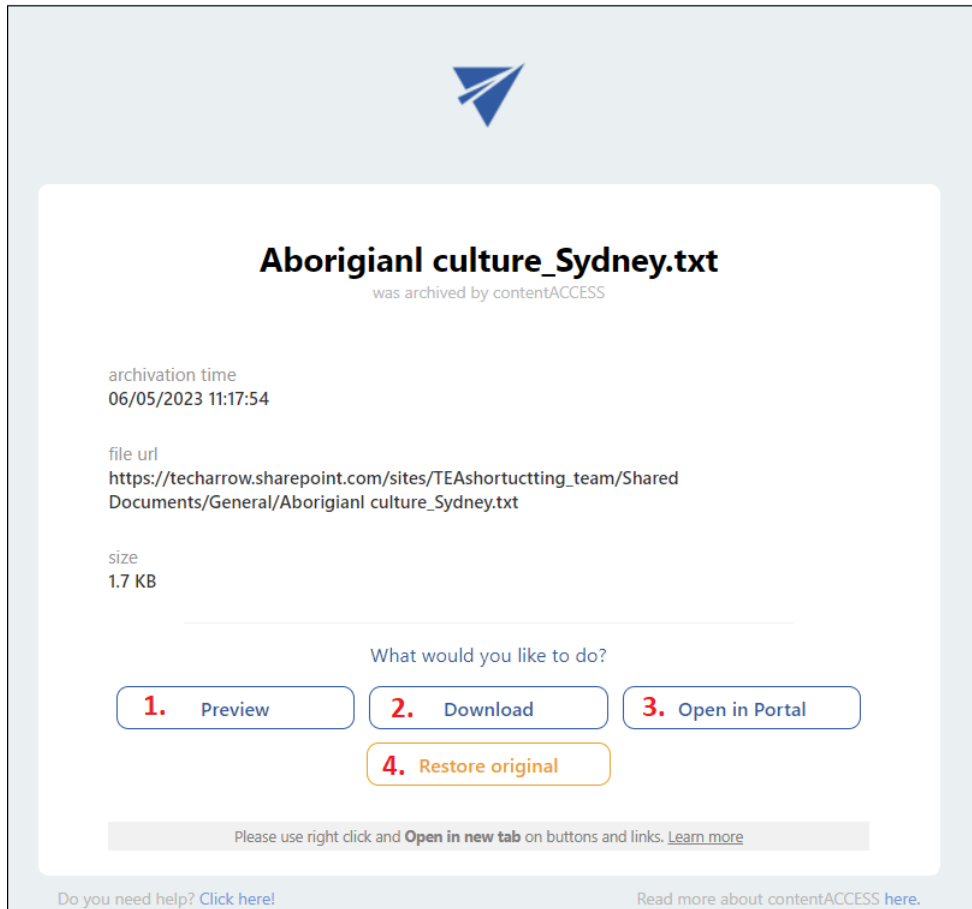 Aborigianl culture_Sydney.txt
was archived by contentACCESS
archivation time
06/05/2023 11:17:54
file url
https://techarrow.sharepoint.com/sites/TEAshortuctting_team/Shared
Documents/General/Aborigianl culture_Sydney.txt
size
1.7 KB
What would you like to do?
1. Preview
2. Download
3. Open in Portal
4. Restore original
Please use right click and Open in new tab on buttons and links. Learn more
Do you need help? Click here!
Read more about contentACCESS here.